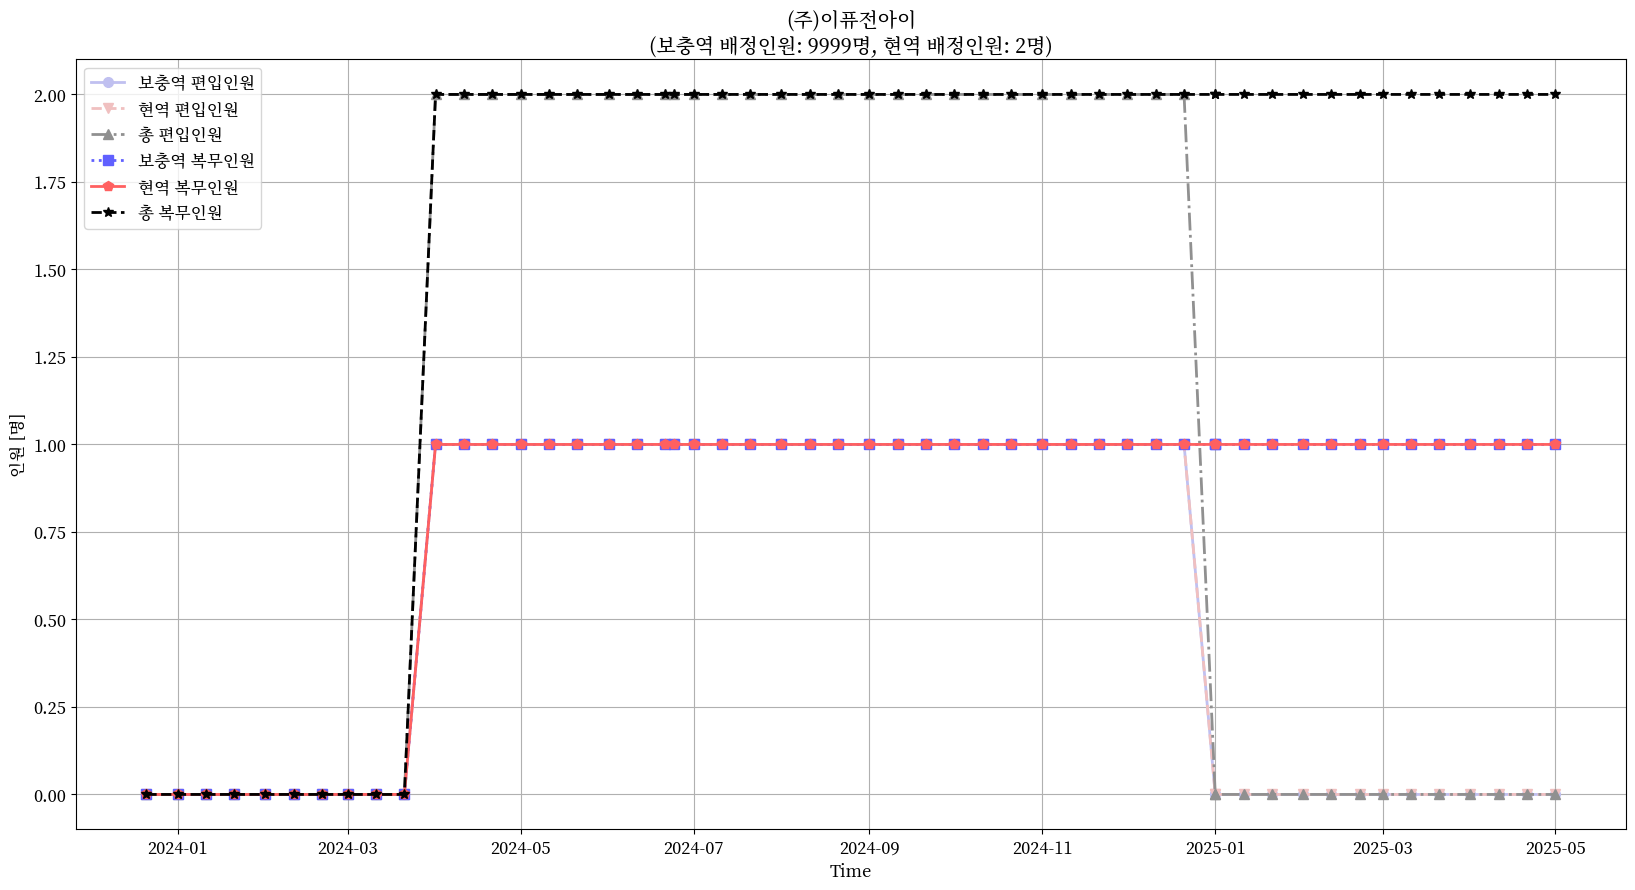 (주)이퓨전아이
(보충역 배정인원: 9999명, 현역 배정인원: 2명)
보충역 편입인원
현역 편입인원
총 편입인원
보충역 복무인원
현역 복무인원
총 복무인원
2.00
1.75
1.50
1.25
1.00
0.75
0.50
0.25
0.00
인원 [명]
2024-01
2024-03
2024-05
2024-07
2024-09
2024-11
2025-01
2025-03
2025-05
Time